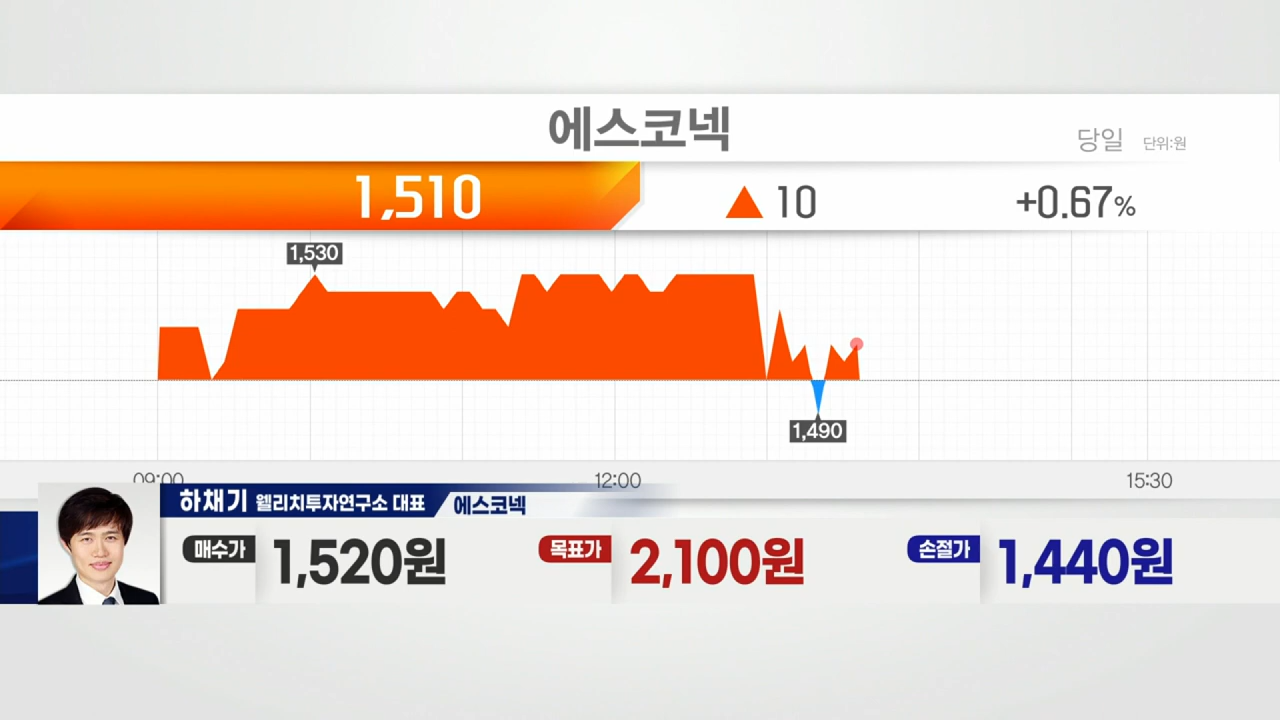 에스코넥
당일 단위:원
1,510 ▲ 10 +0.67%
1,530
1,490
09:00 12:00 15:30
하채기 웰리치투자연구소 대표 에스코넥
매수가 1,520원 목표가 2,100원 손절가 1,440원